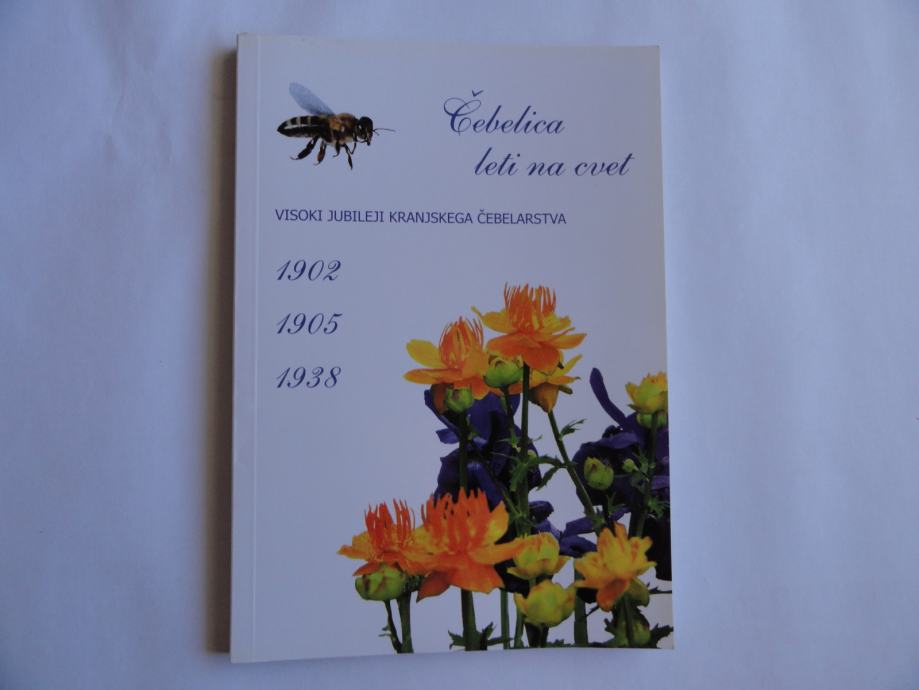 Čebelica
leti na cvet
VISOKI JUBILEJI KRANJSKEGA ČEBELARSTVA
1902
1905
1938